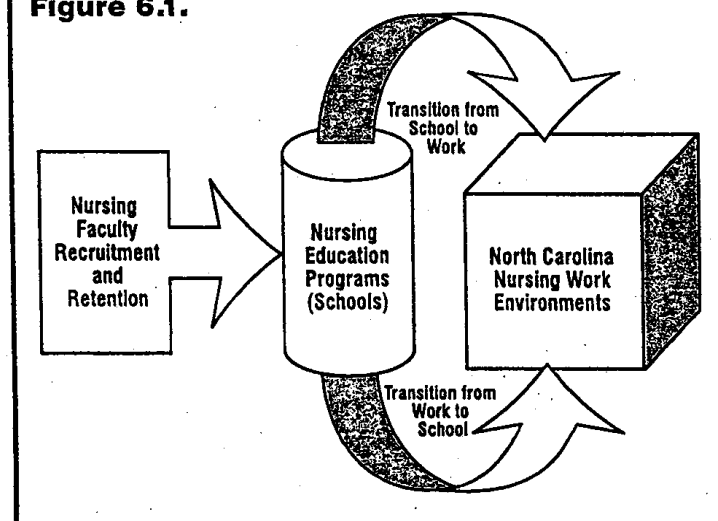 Figure 6.1.
Transition from
School to
Work
Nursing
Faculty
Recruitment
and
Retention
Nursing
Education
Programs
(Schools)
North Carolina
Nursing Work
Environments
Transition from
Work to
School